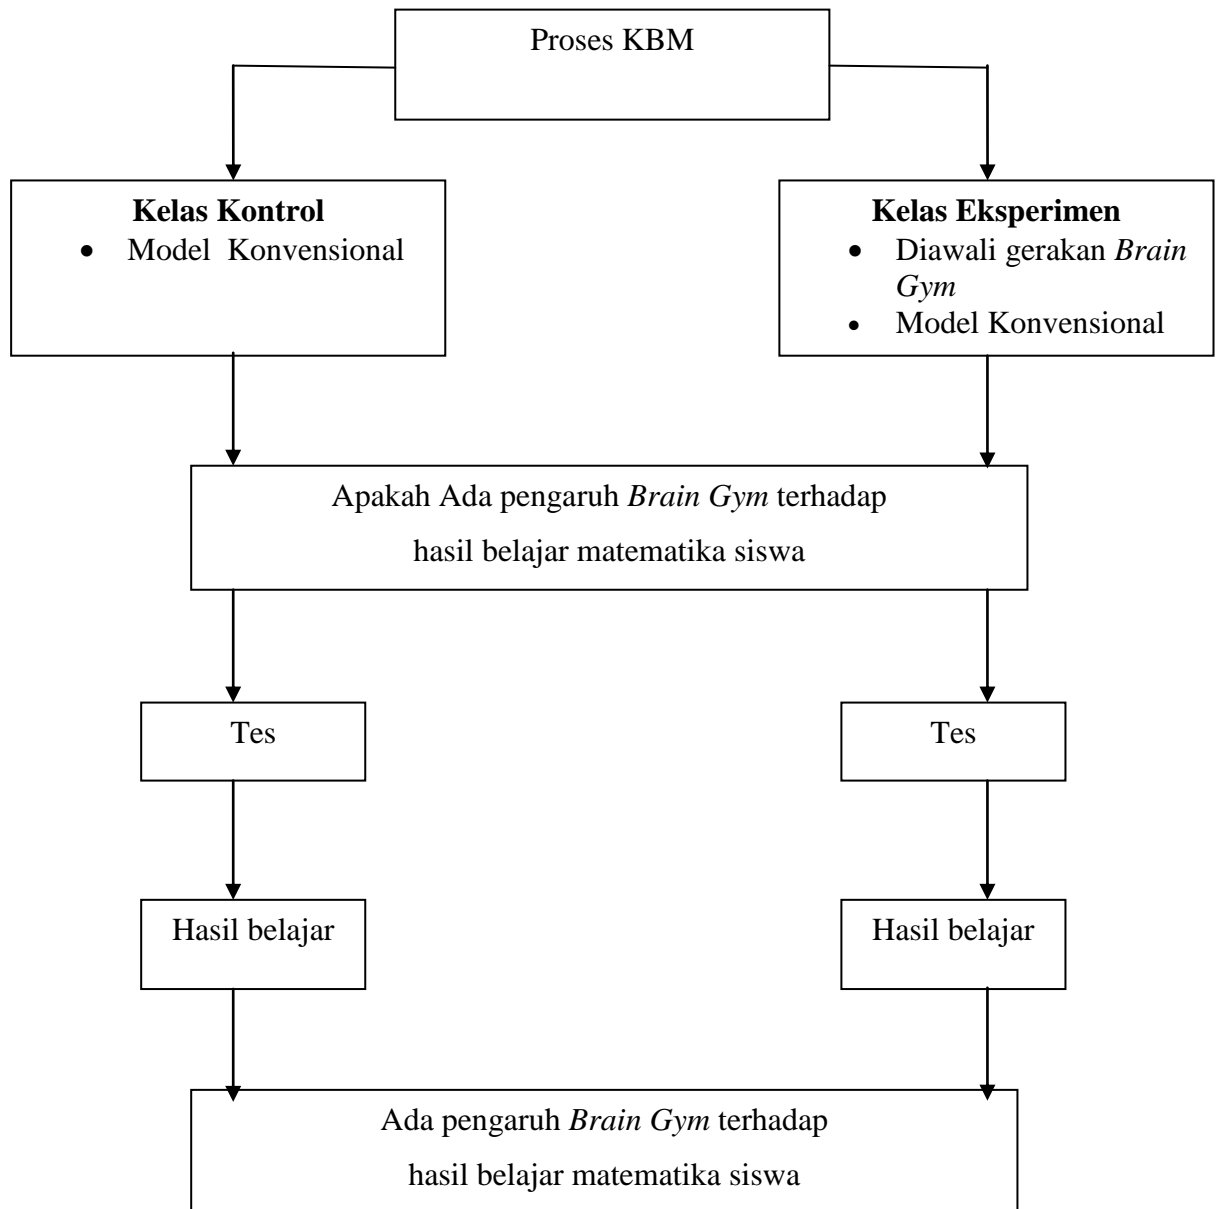 Proses KBM
Kelas Kontrol
• Model Konvensional
Kelas Eksperimen
• Diawali gerakan Brain
Gym
• Model Konvensional
Apakah Ada pengaruh Brain Gym terhadap
hasil belajar matematika siswa
Tes
Tes
Hasil belajar
Hasil belajar
Ada pengaruh Brain Gym terhadap
hasil belajar matematika siswa